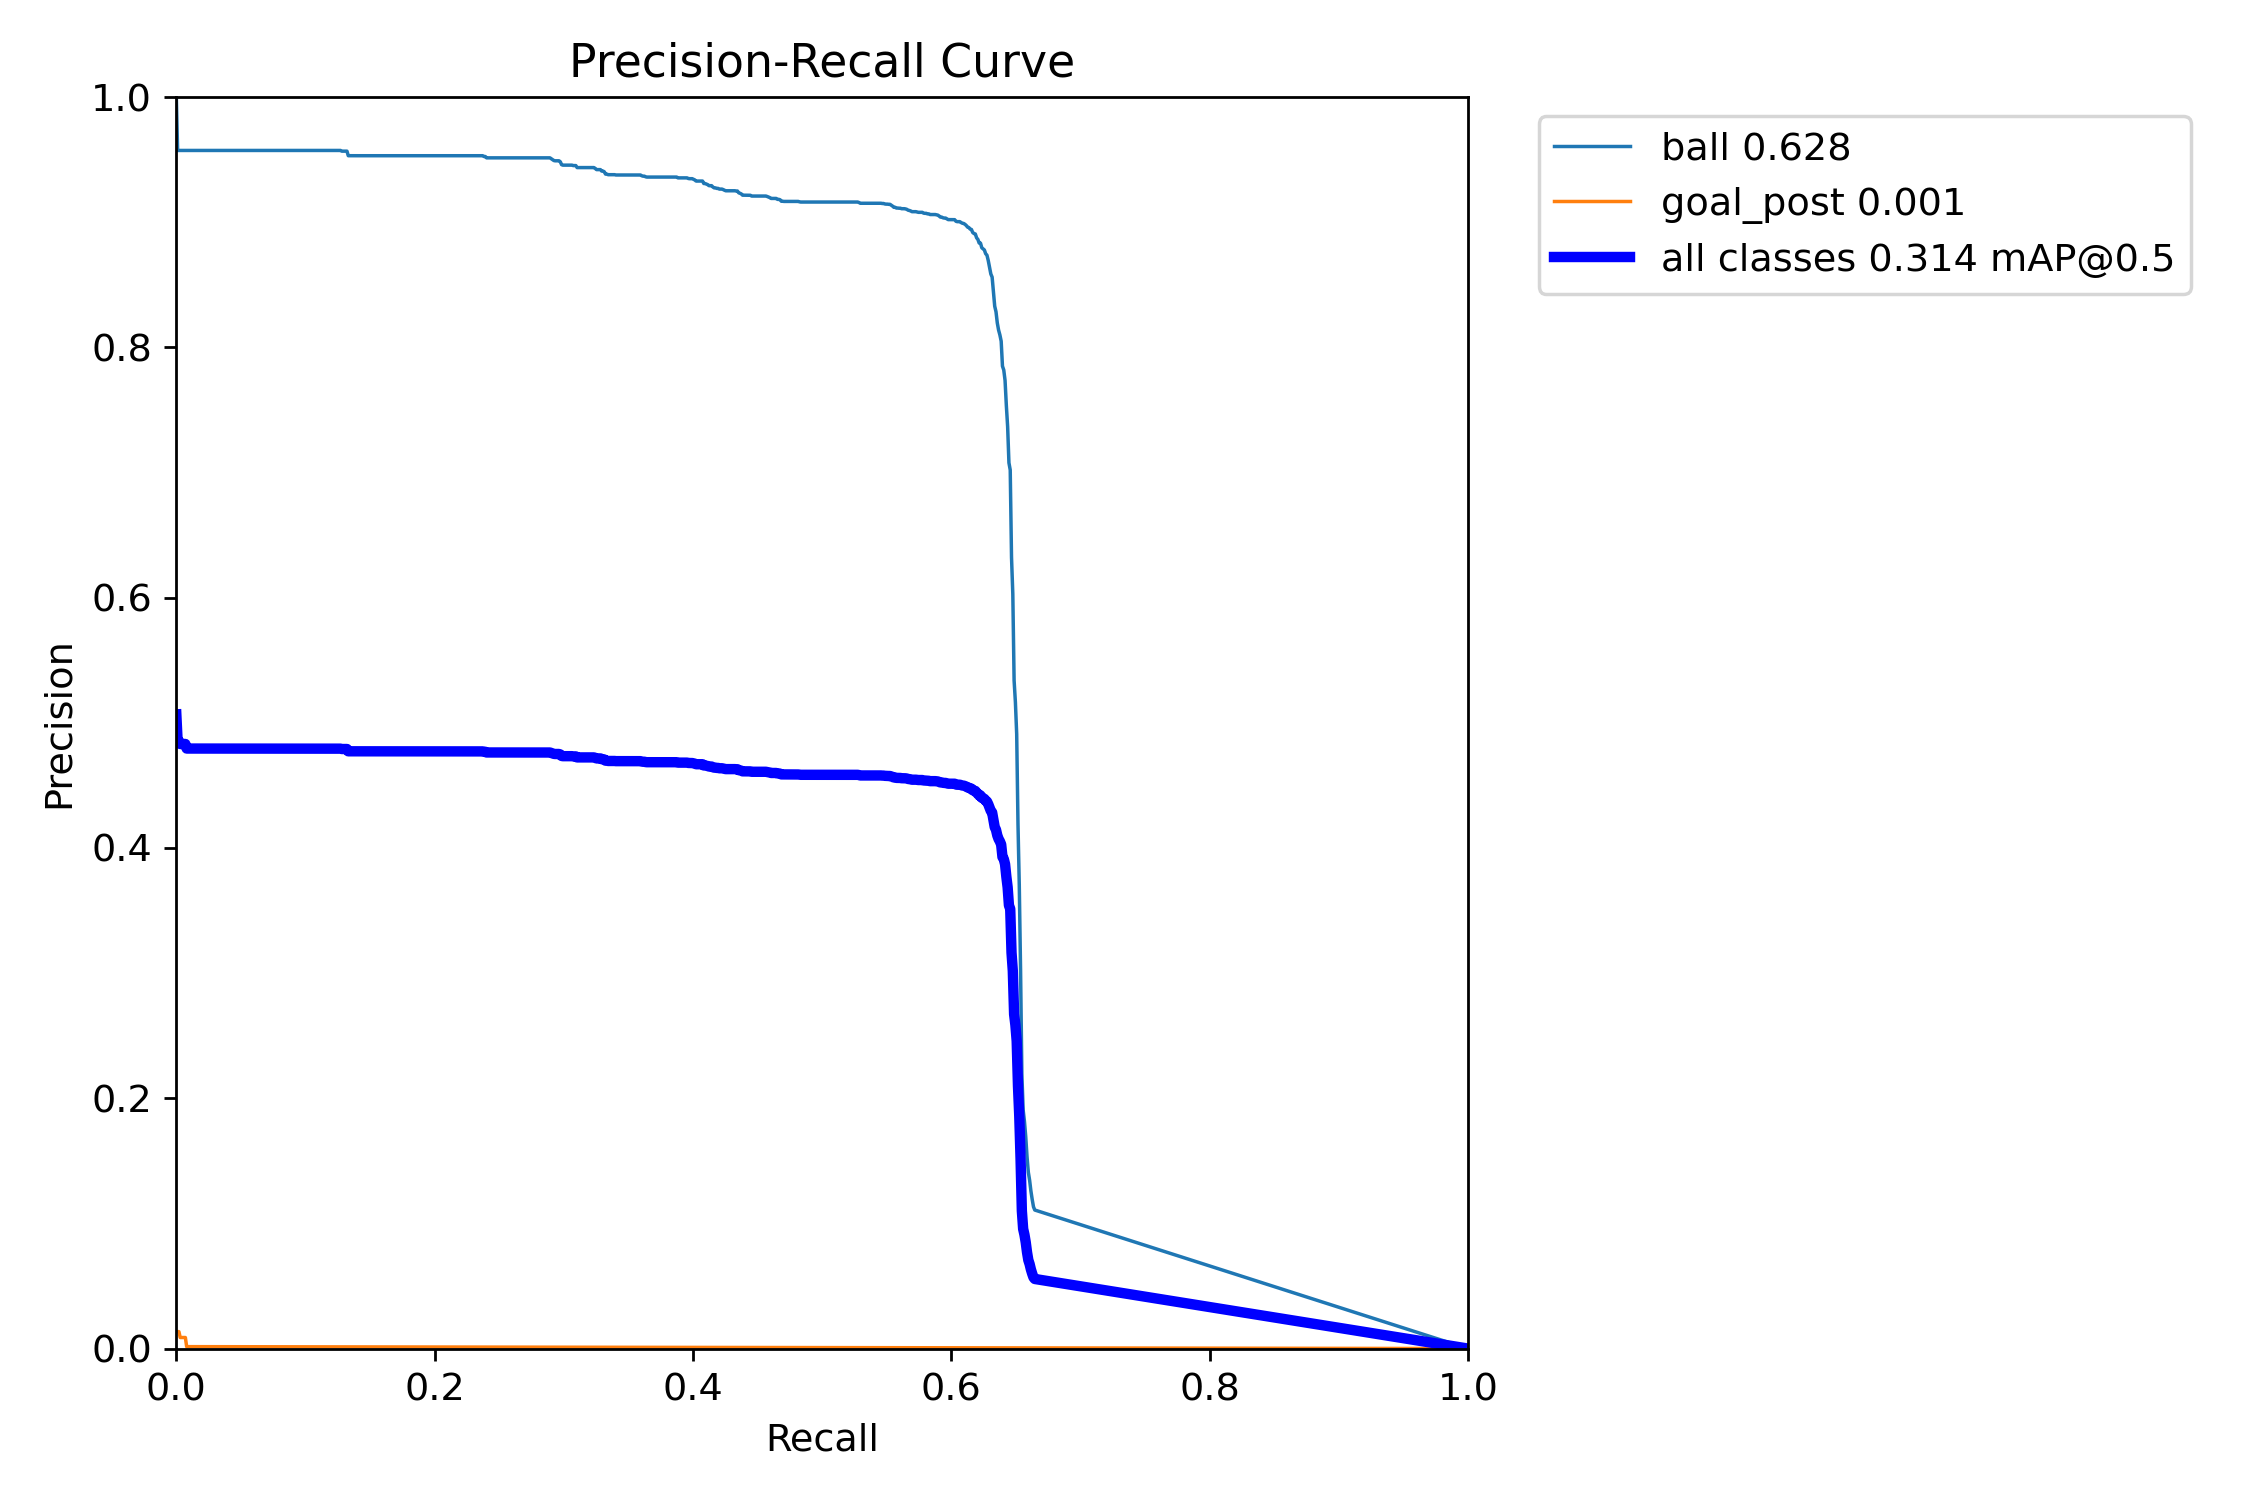 Precision-Recall Curve
1.0
0.8
0.6
0.4
0.2
0.0
Precision
0.0 0.2 0.4 0.6 0.8 1.0
Recall
ball 0.628
goal_post 0.001
all classes 0.314 mAP@0.5